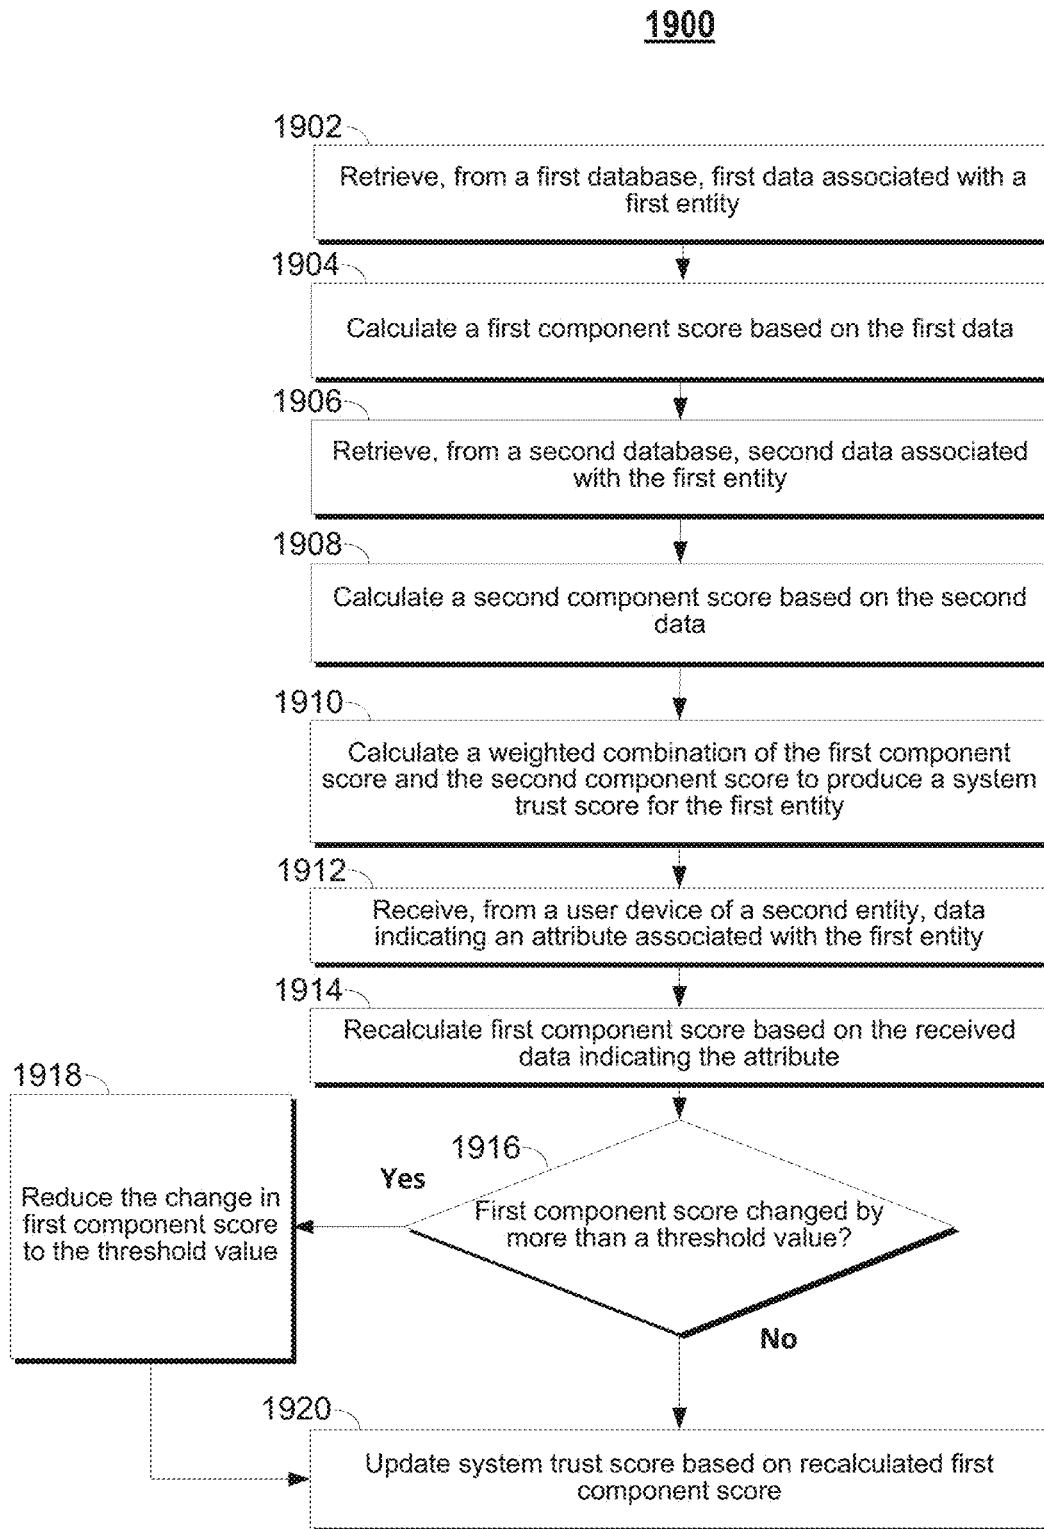 1900
1902
Retrieve, from a first database, first data associated with a
first entity
1904
Calculate a first component score based on the first data
1906
Retrieve, from a second database, second data associated
with the first entity
1908
Calculate a second component score based on the second
data
1910
Calculate a weighted combination of the first component
score and the second component score to produce a system
trust score for the first entity
1912
Receive, from a user device of a second entity, data
indicating an attribute associated with the first entity
1914
Recalculate first component score based on the received
data indicating the attribute
1916
First component score changed by
more than a threshold value?
Yes
1918
Reduce the change in
first component score
to the threshold value
No
1920
Update system trust score based on recalculated first
component score